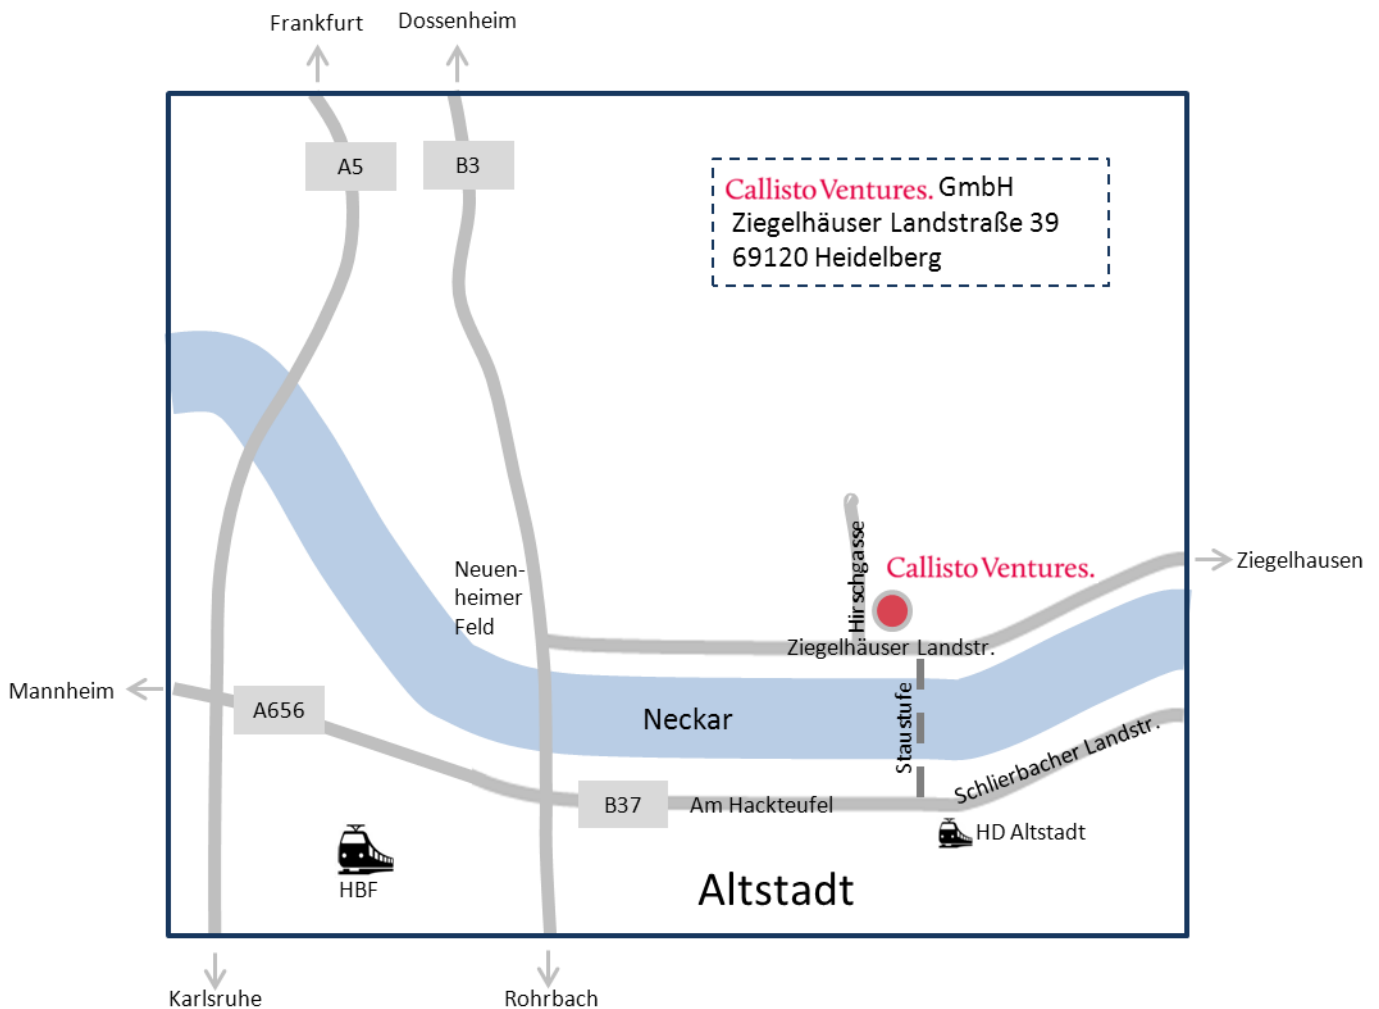 Frankfurt
Dossenheim
A5
B3
Callisto Ventures. GmbH
Ziegelhäuser Landstraße 39
69120 Heidelberg
Hirschgasse
Callisto Ventures.
Ziegelhausen
Neuen-
heimer
Feld
Ziegelhäuser Landstr.
Mannheim
A656
Neckar
Staustufe
Schlierbacher Landstr.
B37
Am Hackteufel
HD Altstadt
HBF
Altstadt
Karlsruhe
Rohrbach